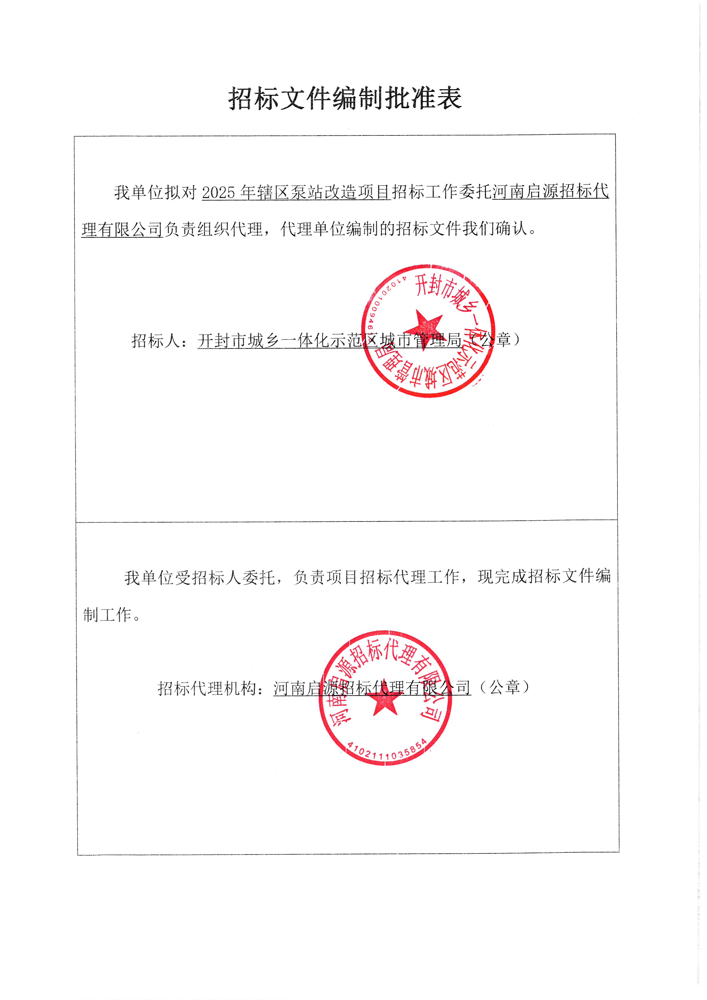 招标文件编制批准表
我单位拟对 2025 年辖区泵站改造项目招标工作委托河南启源招标代
理有限公司负责组织代理，代理单位编制的招标文件我们确认。
招标人：开封市城乡一体化示范区城市管理局（公章）
开封市城乡一体化示范区城市管理局
我单位受招标人委托，负责项目招标代理工作，现完成招标文件编
制工作。
招标代理机构：河南启源招标代理有限公司（公章）
河南启源招标代理有限公司
4102111035854